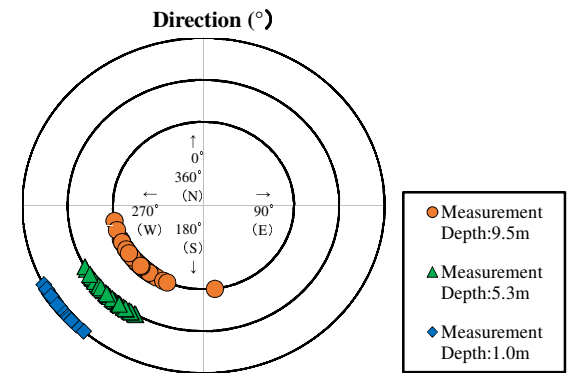 Direction (°)
↑
0°
360°
(N)
←
270°
(W)
→
90°
(E)
180°
(S)
↓
Measurement
Depth:9.5m
Measurement
Depth:5.3m
Measurement
Depth:1.0m